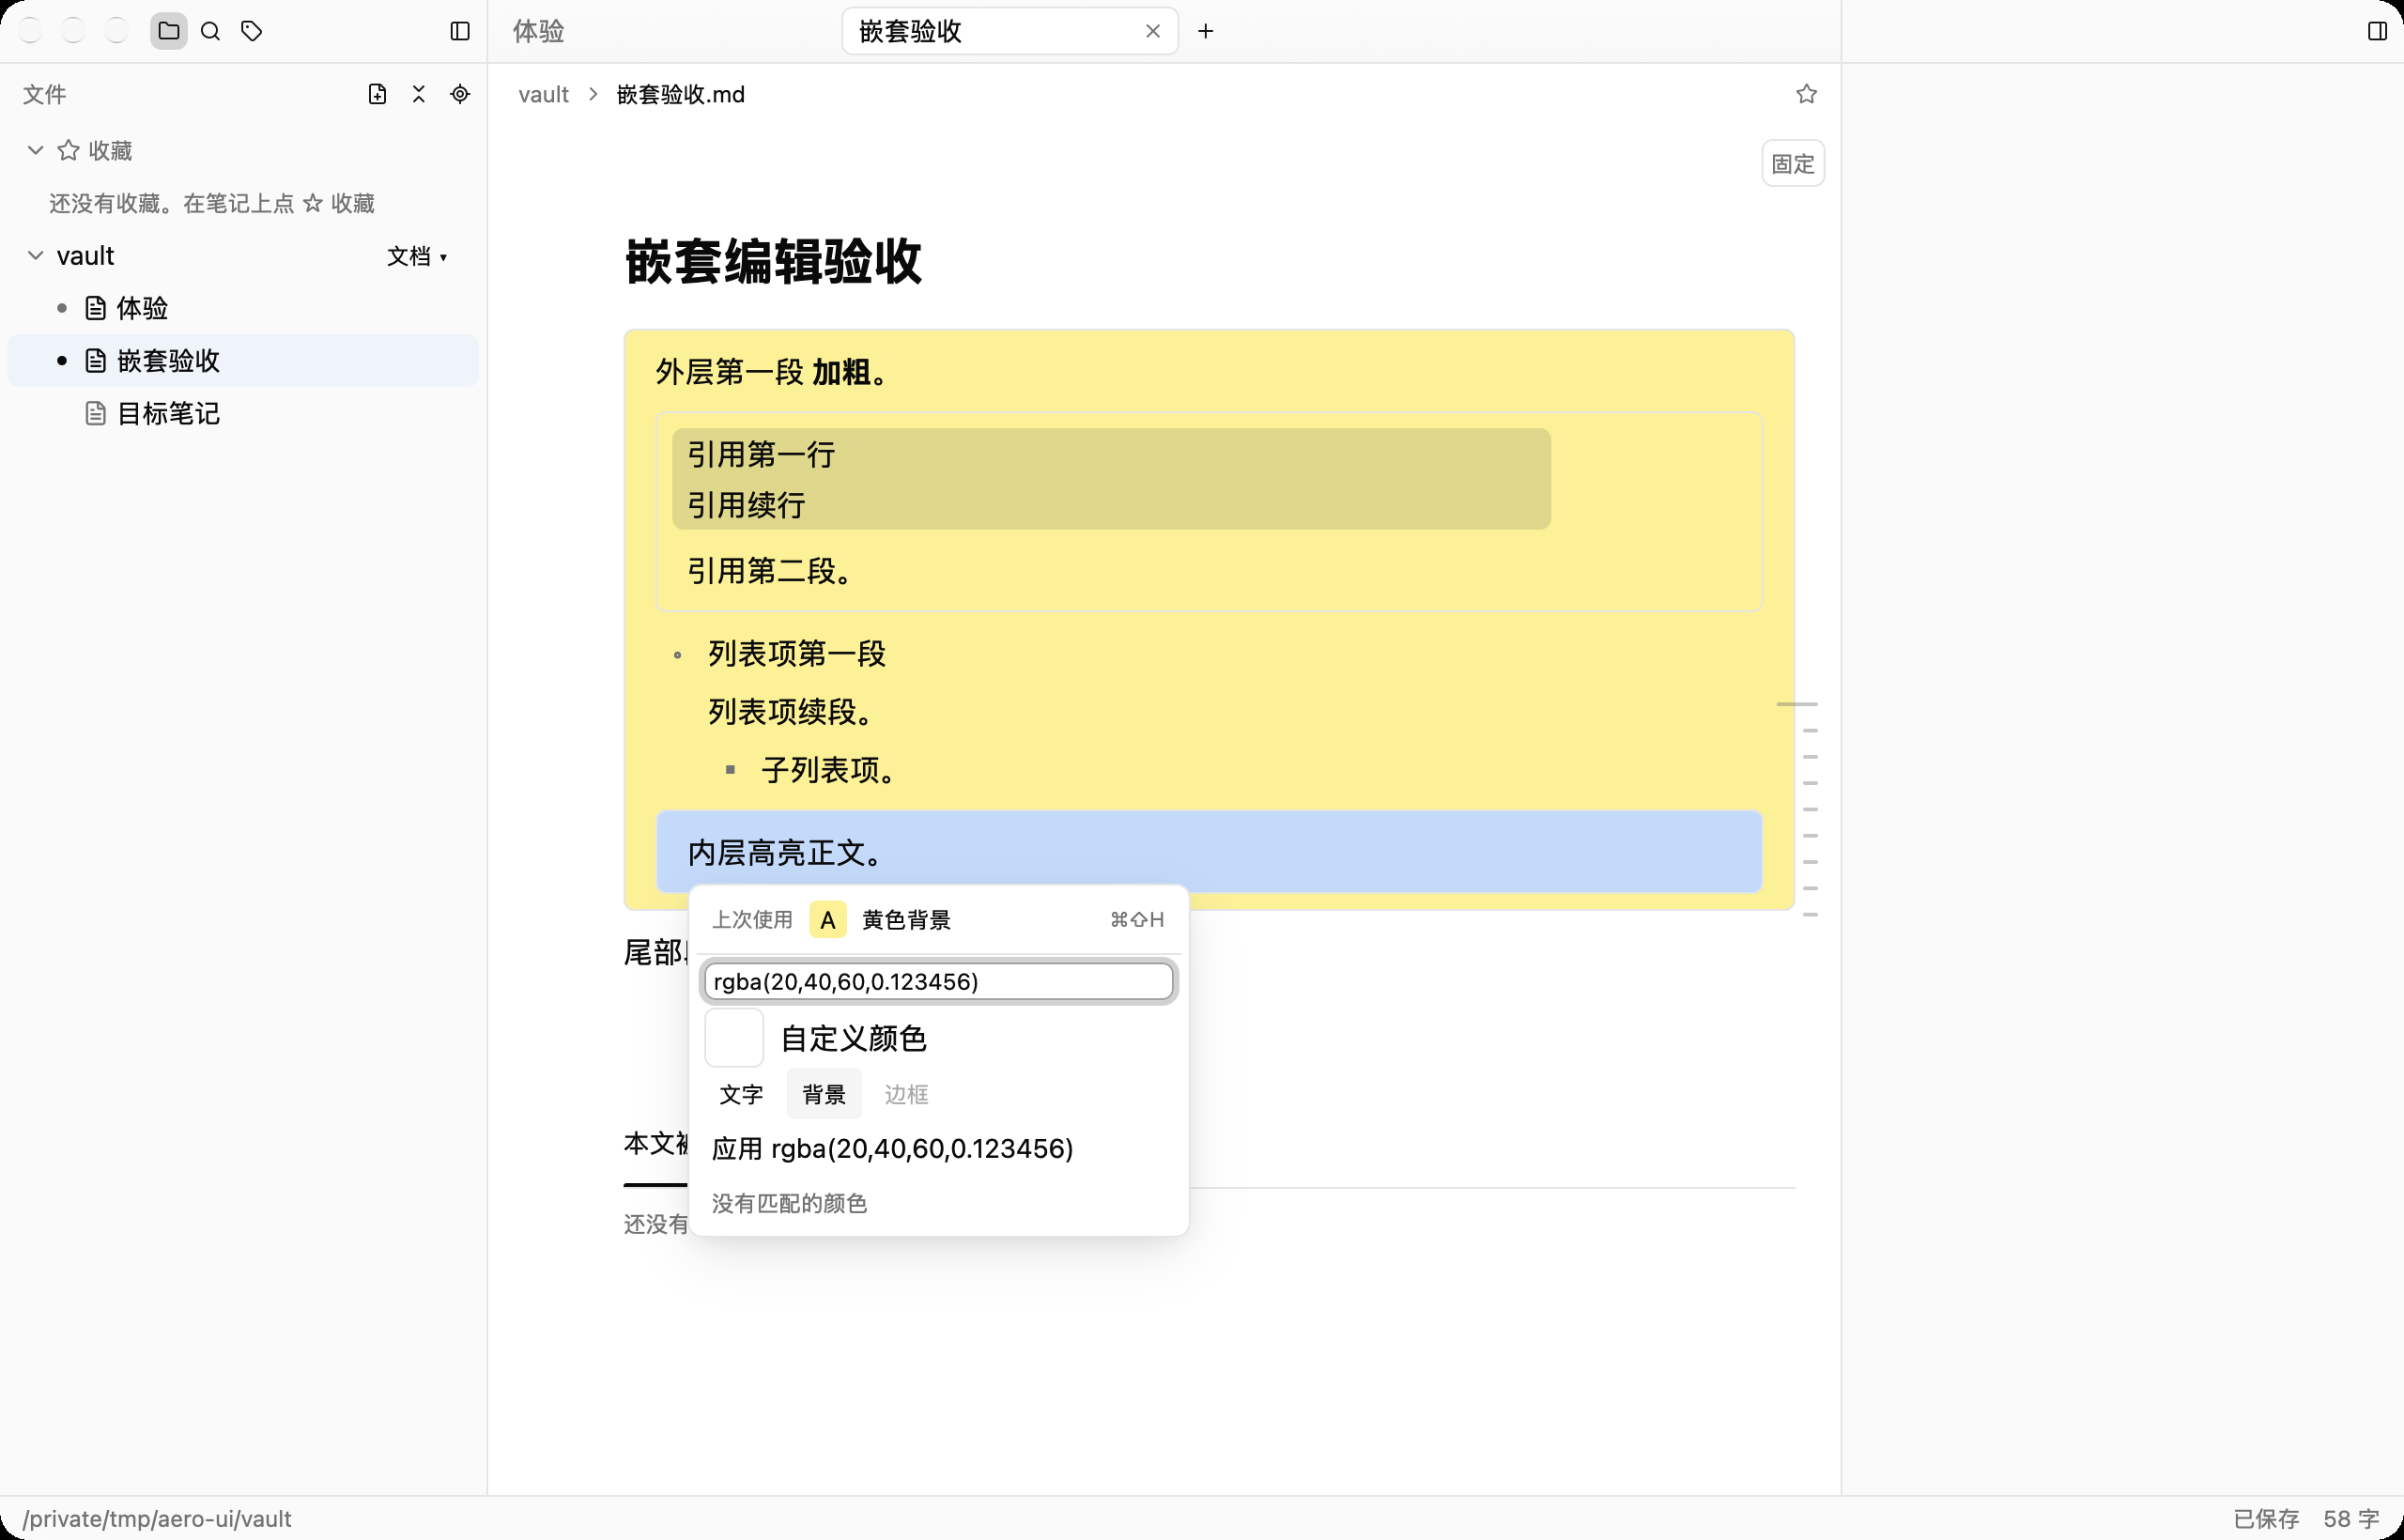 体验
嵌套验收
文件
收藏
还没有收藏。在笔记上点 ☆ 收藏
vault
文档
体验
嵌套验收
目标笔记
vault > 嵌套验收.md
固定
嵌套编辑验收
外层第一段 加粗。
引用第一行
引用续行
引用第二段。
列表项第一段
列表项续段。
子列表项。
内层高亮正文。
尾部
上次使用 A 黄色背景 ⌘⇧H
rgba(20,40,60,0.123456)
自定义颜色
文字 背景 边框
应用 rgba(20,40,60,0.123456)
没有匹配的颜色
本文
还没有
/private/tmp/aero-ui/vault
已保存 58 字